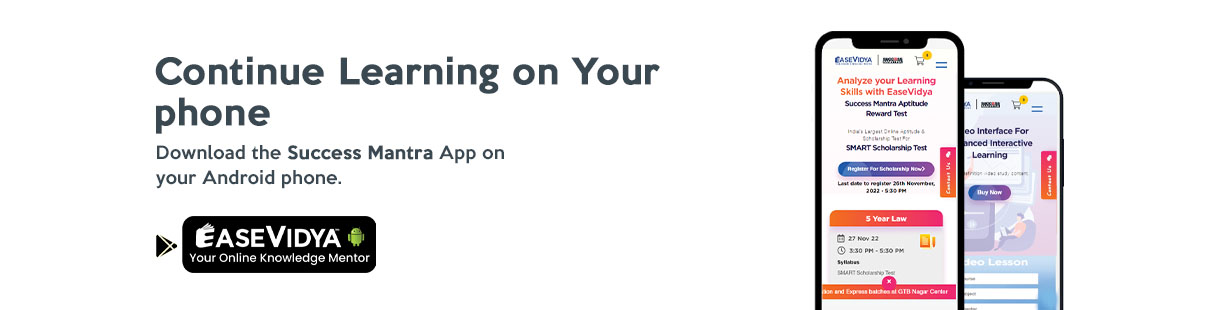 Continue Learning on Your
phone
Download the Success Mantra App on
your Android phone.
EASEVIDYA
Your Online Knowledge Mentor
EASEVIDYA
1
Analyze your Learning
Skills with EaseVidya
Success Mantra Aptitude
Reward Test
India's Largest Online Aptitude &
Scholarship Test For
SMART Scholarship Test
Register For Scholarship Now
Last date to register 26th November,
2022 - 5:30 PM
Contact Us
5 Year Law
27 Nov 22
3:30 PM - 5:30 PM
Syllabus
SMART Scholarship Test
tion and Express batches at GTB Nagar Center
eo Interface For
anced Interactive
Learning
Buy Now
Contact Us
deo Lesson